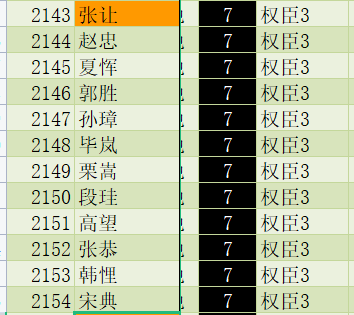 2143 张让 7 权臣3
2144 赵忠 7 权臣3
2145 夏恽 7 权臣3
2146 郭胜 7 权臣3
2147 孙璋 7 权臣3
2148 毕岚 7 权臣3
2149 栗嵩 7 权臣3
2150 段珪 7 权臣3
2151 高望 7 权臣3
2152 张恭 7 权臣3
2153 韩悝 7 权臣3
2154 宋典 7 权臣3